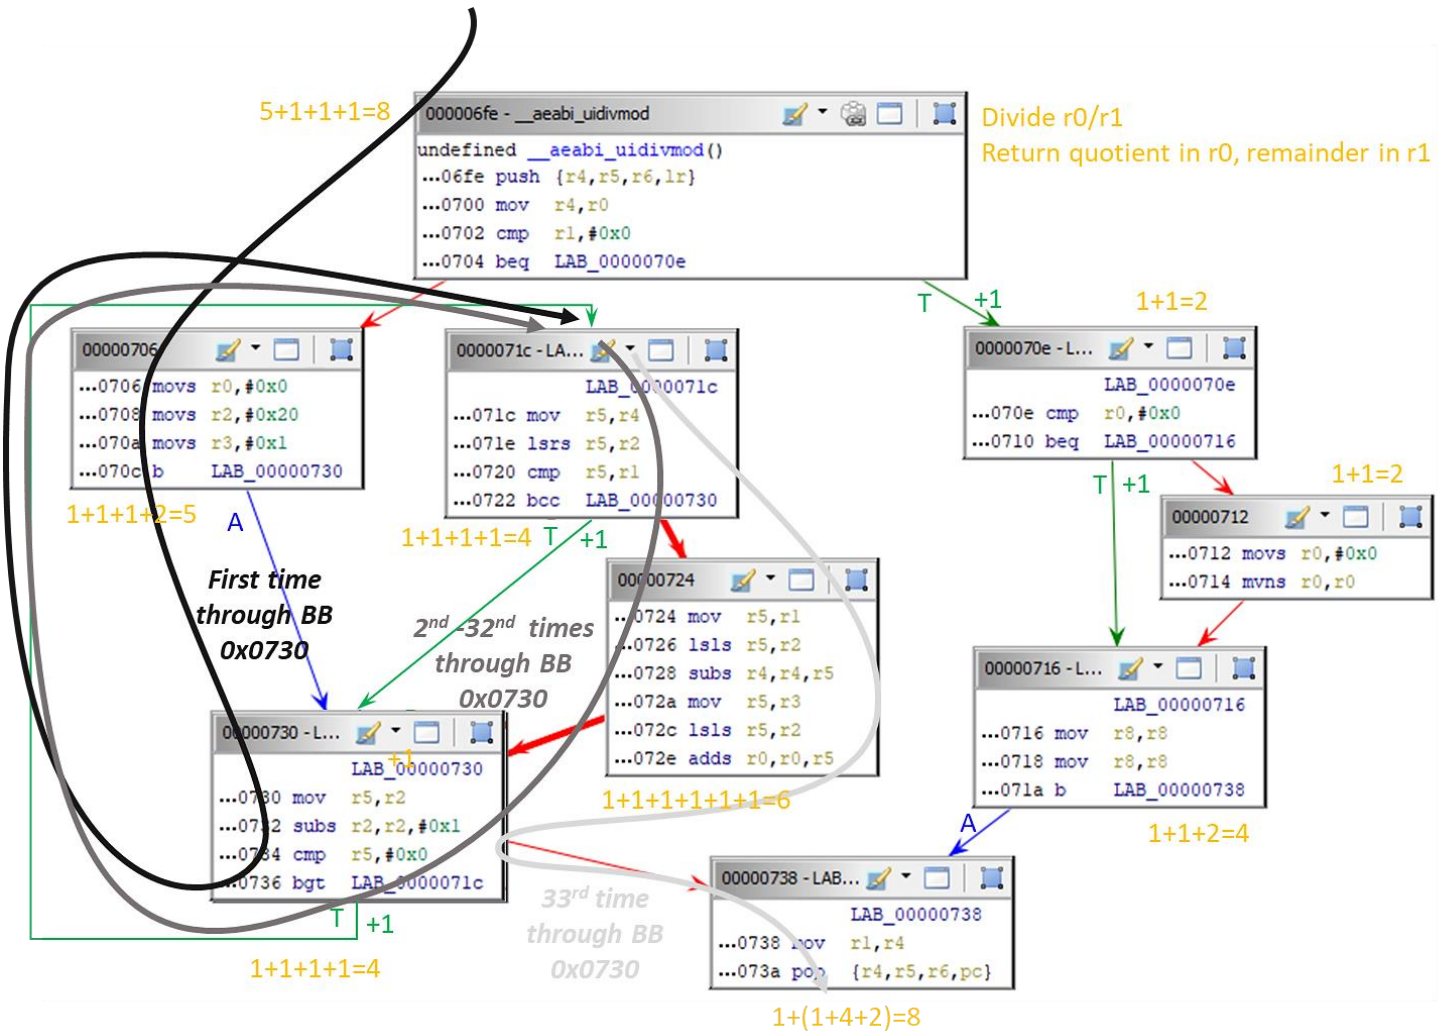 5+1+1+1=8
000006fe - __aeabi_uidivmod
undefined __aeabi_uidivmod()
...06fe push {r4,r5,r6,lr}
...0700 mov r4,r0
...0702 cmp r1,#0x0
...0704 beq LAB_0000070e
Divide r0/r1
Return quotient in r0, remainder in r1
T +1
1+1=2
00000706
...0706 movs r0,#0x0
...0708 movs r2,#0x20
...070a movs r3,#0x1
...070c b LAB_00000730
1+1+1+2=5
A
0000071c - LA...
LAB_0000071c
...071c mov r5,r4
...071e lsrs r5,r2
...0720 cmp r5,r1
...0722 bcc LAB_00000730
1+1+1+1=4
T +1
0000070e - L...
LAB_0000070e
...070e cmp r0,#0x0
...0710 beq LAB_00000716
T +1
1+1=2
00000712
...0712 movs r0,#0x0
...0714 mvns r0,r0
First time
through BB
0x0730
2nd -32nd times
through BB
0x0730
00000724
...0724 mov r5,r1
...0726 lsls r5,r2
...0728 subs r4,r4,r5
...072a mov r5,r3
...072c lsls r5,r2
...072e adds r0,r0,r5
1+1+1+1+1+1=6
00000716 - L...
LAB_00000716
...0716 mov r8,r8
...0718 mov r8,r8
...071a b LAB_00000738
A
1+1+2=4
00000730 - L...
+1
LAB_00000730
...0730 mov r5,r2
...0732 subs r2,r2,#0x1
...0734 cmp r5,#0x0
...0736 bgt LAB_0000071c
T +1
1+1+1+1=4
33rd time
through BB
0x0730
00000738 - LAB...
LAB_00000738
...0738 mov r1,r4
...073a pop {r4,r5,r6,pc}
1+(1+4+2)=8